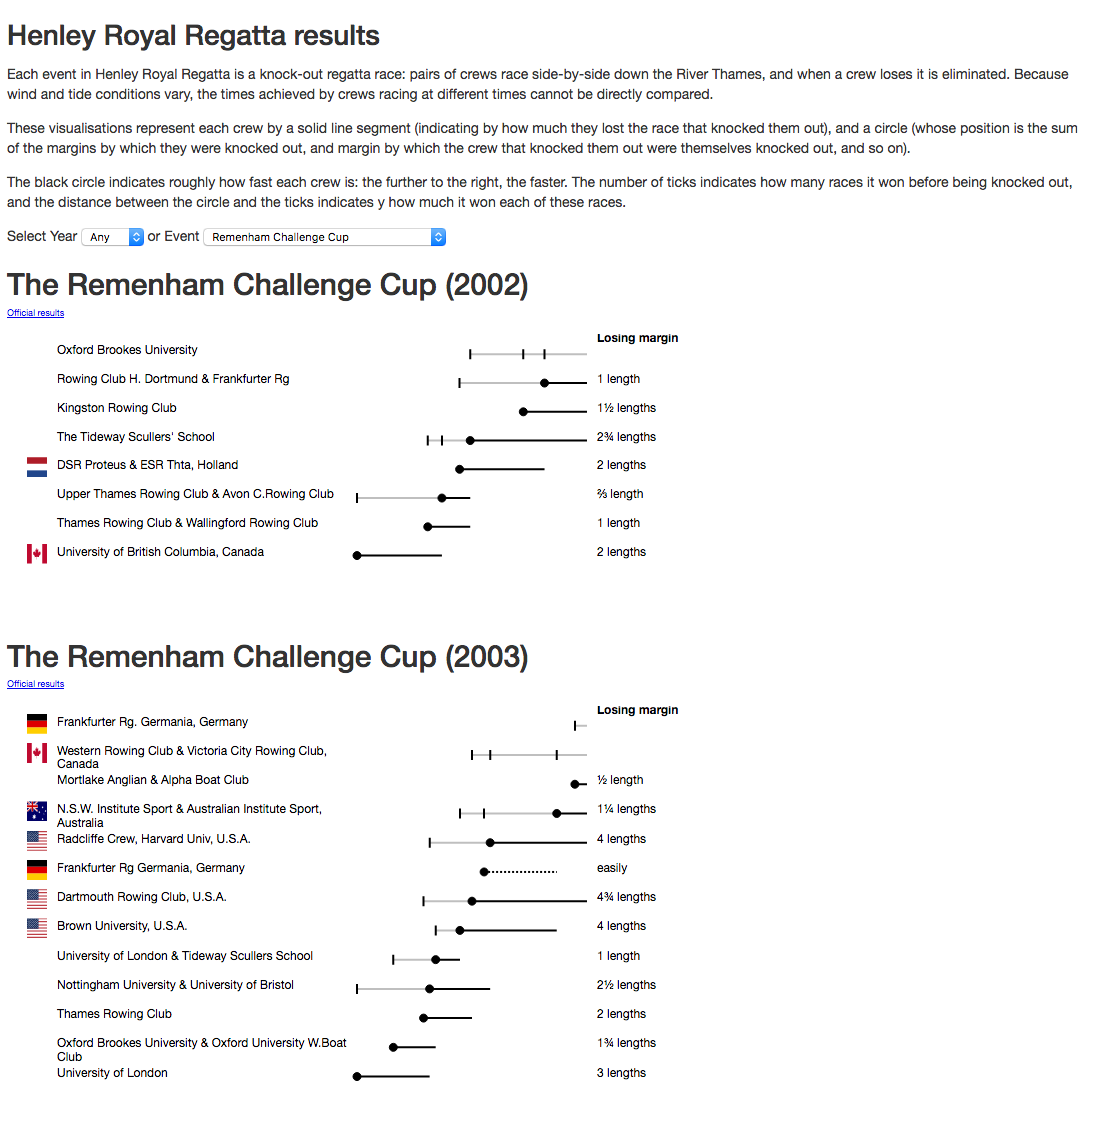 Henley Royal Regatta results
Each event in Henley Royal Regatta is a knock-out regatta race: pairs of crews race side-by-side down the River Thames, and when a crew loses it is eliminated. Because
wind and tide conditions vary, the times achieved by crews racing at different times cannot be directly compared.
These visualisations represent each crew by a solid line segment (indicating by how much they lost the race that knocked them out), and a circle (whose position is the sum
of the margins by which they were knocked out, and margin by which the crew that knocked them out were themselves knocked out, and so on).
The black circle indicates roughly how fast each crew is: the further to the right, the faster. The number of ticks indicates how many races it won before being knocked out,
and the distance between the circle and the ticks indicates y how much it won each of these races.
Select Year Any or Event Remenham Challenge Cup
The Remenham Challenge Cup (2002)
Official results
Losing margin
Oxford Brookes University
Rowing Club H. Dortmund & Frankfurter Rg 1 length
Kingston Rowing Club 1½ lengths
The Tideway Scullers' School 2¾ lengths
DSR Proteus & ESR Thta, Holland 2 lengths
Upper Thames Rowing Club & Avon C.Rowing Club ⅔ length
Thames Rowing Club & Wallingford Rowing Club 1 length
University of British Columbia, Canada 2 lengths
The Remenham Challenge Cup (2003)
Official results
Losing margin
Frankfurter Rg. Germania, Germany
Western Rowing Club & Victoria City Rowing Club,
Canada
Mortlake Anglian & Alpha Boat Club ½ length
N.S.W. Institute Sport & Australian Institute Sport, 1¼ lengths
Australia
Radcliffe Crew, Harvard Univ, U.S.A. 4 lengths
Frankfurter Rg Germania, Germany easily
Dartmouth Rowing Club, U.S.A. 4¾ lengths
Brown University, U.S.A. 4 lengths
University of London & Tideway Scullers School 1 length
Nottingham University & University of Bristol 2½ lengths
Thames Rowing Club 2 lengths
Oxford Brookes University & Oxford University W.Boat 1¾ lengths
Club
University of London 3 lengths